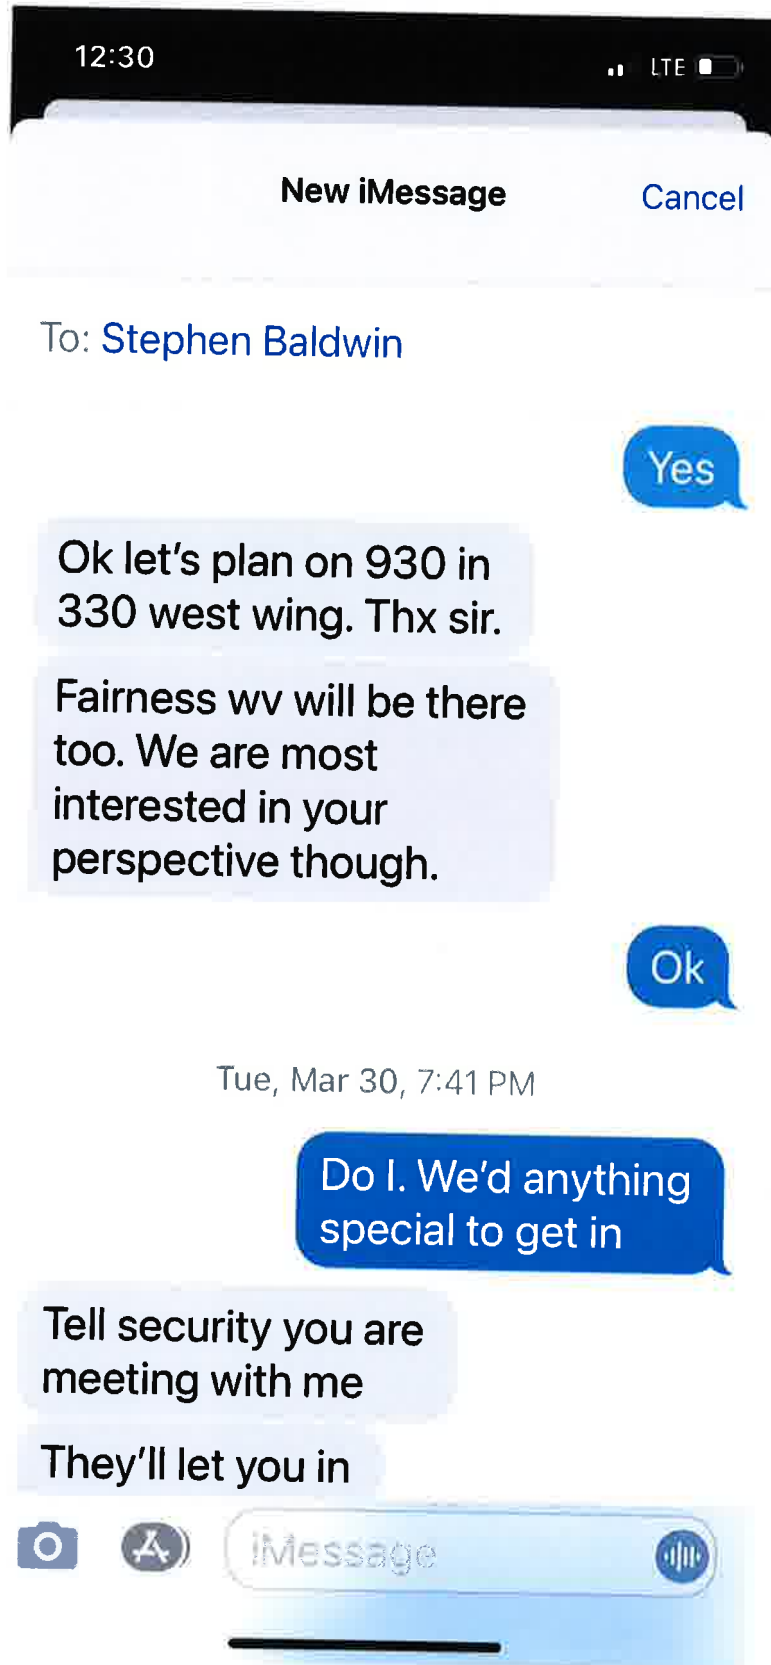 12:30
LTE
New iMessage
Cancel
To: Stephen Baldwin
Yes
Ok let's plan on 930 in
330 west wing. Thx sir.
Fairness wv will be there
too. We are most
interested in your
perspective though.
Ok
Tue, Mar 30, 7:41 PM
Do I. We'd anything
special to get in
Tell security you are
meeting with me
They'll let you in
iMessage